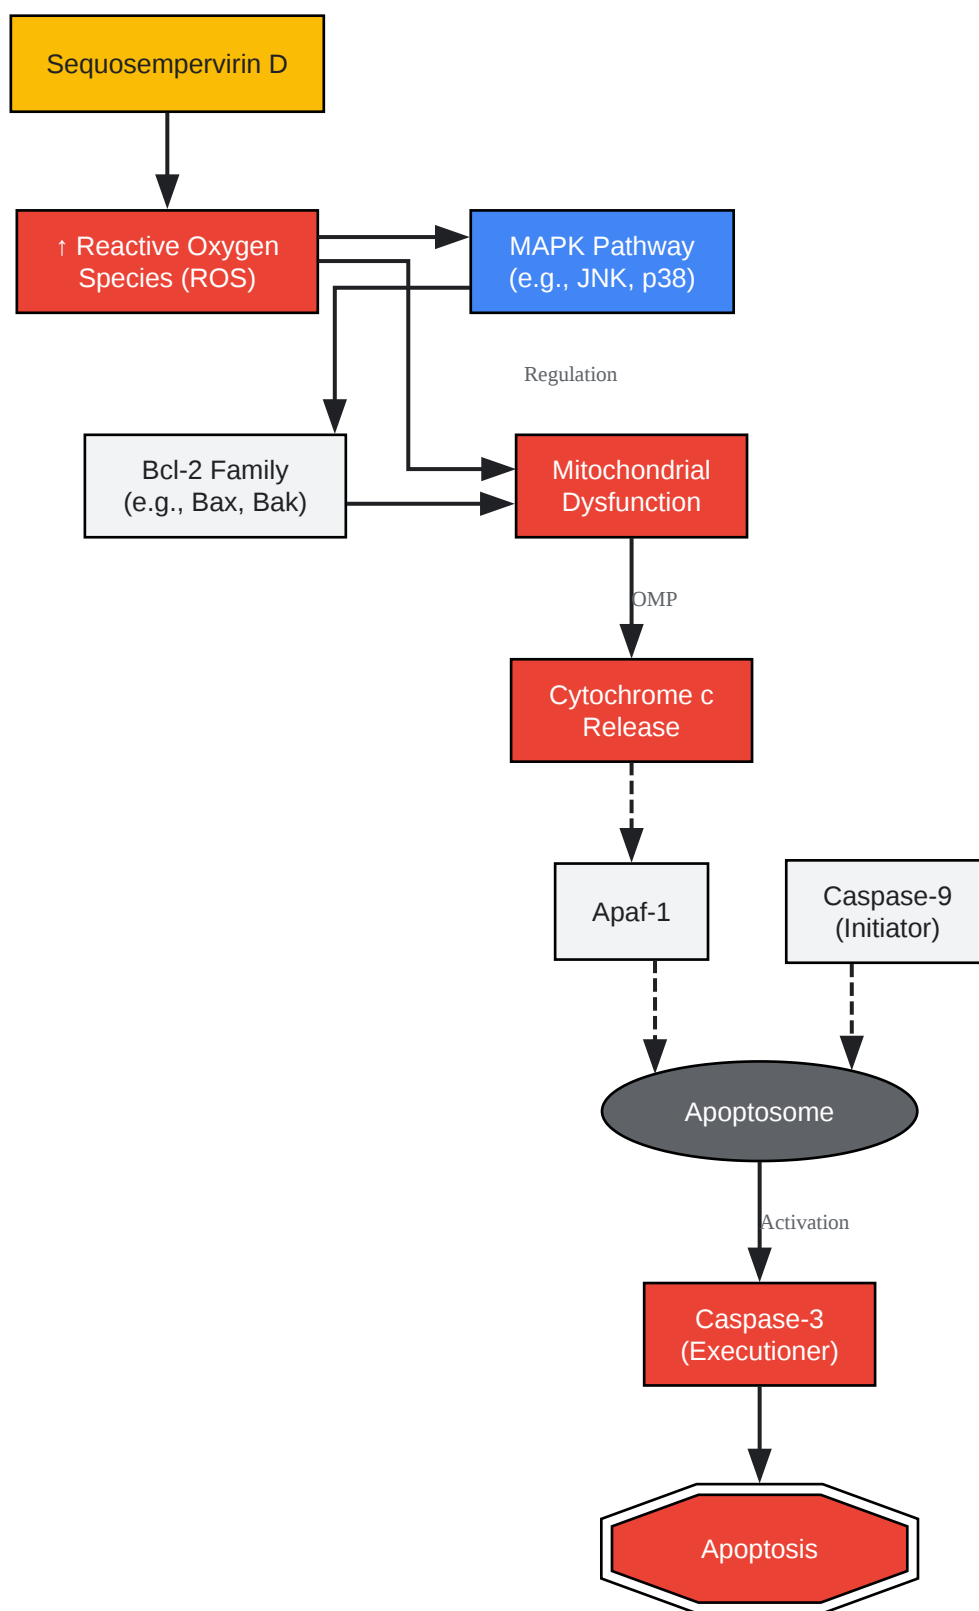 Sequosempervirin D
↑ Reactive Oxygen
Species (ROS)
MAPK Pathway
(e.g., JNK, p38)
Regulation
Bcl-2 Family
(e.g., Bax, Bak)
Mitochondrial
Dysfunction
OMP
Cytochrome c
Release
Apaf-1
Caspase-9
(Initiator)
Apoptosome
Activation
Caspase-3
(Executioner)
Apoptosis